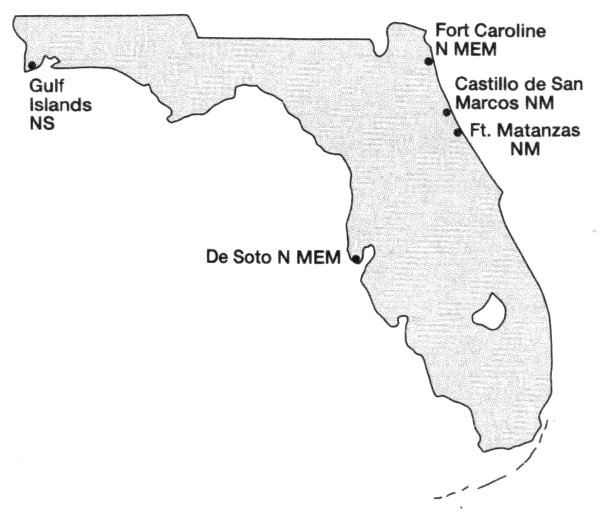 Fort Caroline
N MEM
Gulf
Islands
NS
Castillo de San
Marcos NM
Ft. Matanzas
NM
De Soto N MEM